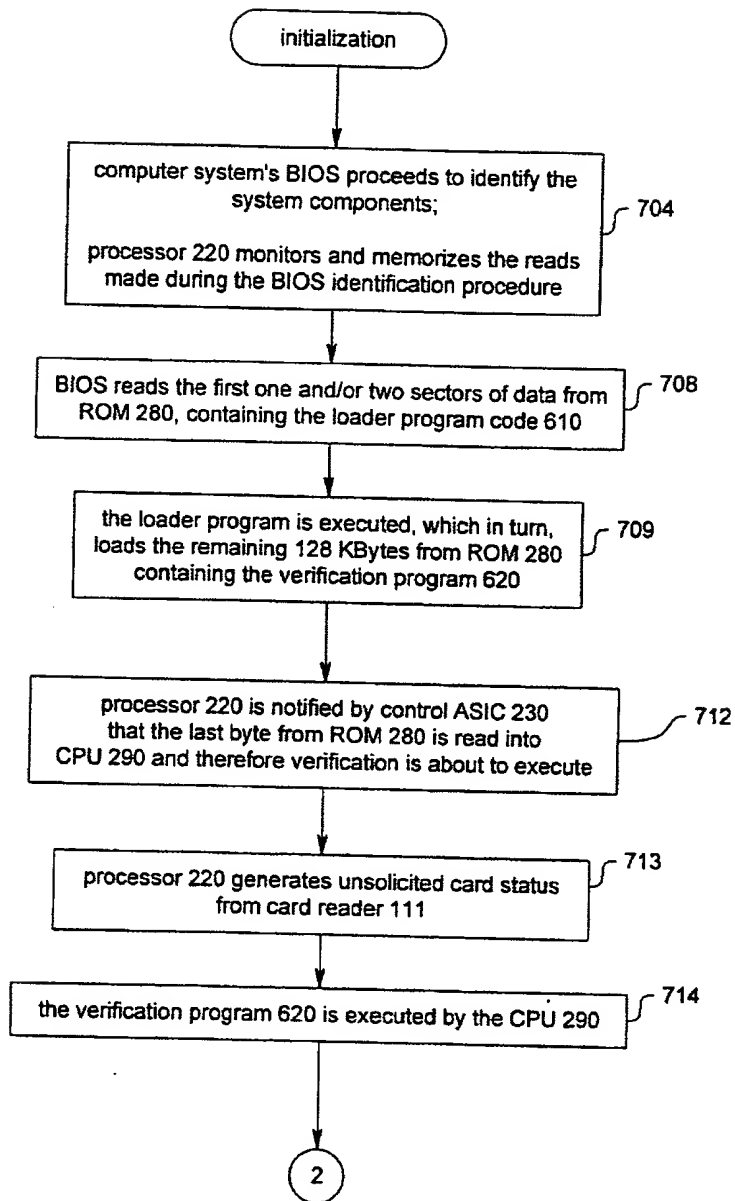 initialization
computer system's BIOS proceeds to identify the
system components;
processor 220 monitors and memorizes the reads
made during the BIOS identification procedure
704
BIOS reads the first one and/or two sectors of data from
ROM 280, containing the loader program code 610
708
the loader program is executed, which in turn,
loads the remaining 128 KBytes from ROM 280
containing the verification program 620
709
processor 220 is notified by control ASIC 230
that the last byte from ROM 280 is read into
CPU 290 and therefore verification is about to execute
712
processor 220 generates unsolicited card status
from card reader 111
713
the verification program 620 is executed by the CPU 290
714
2